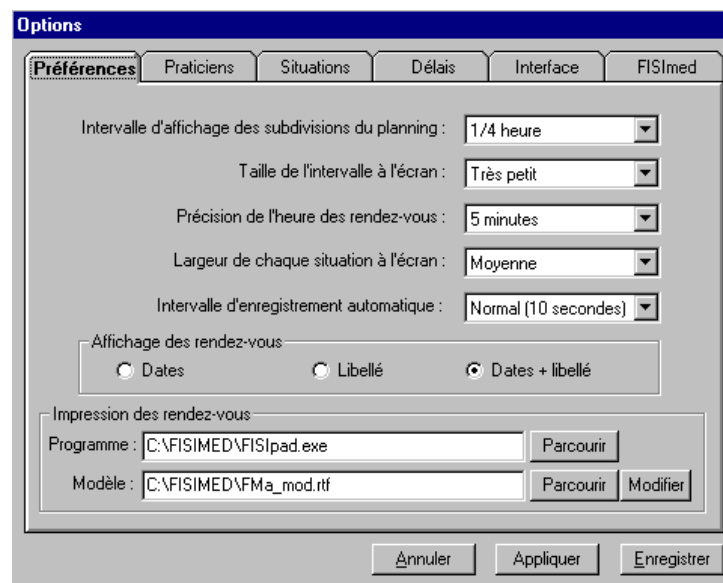 Options
Préférences Praticiens Situations Délais Interface FISImed
Intervalle d'affichage des subdivisions du planning : 1/4 heure
Taille de l'intervalle à l'écran : Très petit
Précision de l'heure des rendez-vous : 5 minutes
Largeur de chaque situation à l'écran : Moyenne
Intervalle d'enregistrement automatique : Normal (10 secondes)
Affichage des rendez-vous
Dates Libellé Dates + libellé
Impression des rendez-vous
Programme : C:\FISIMED\FISIpad.exe Parcourir
Modèle : C:\FISIMED\FMa_mod.rtf Parcourir Modifier
Annuler Appliquer Enregistrer